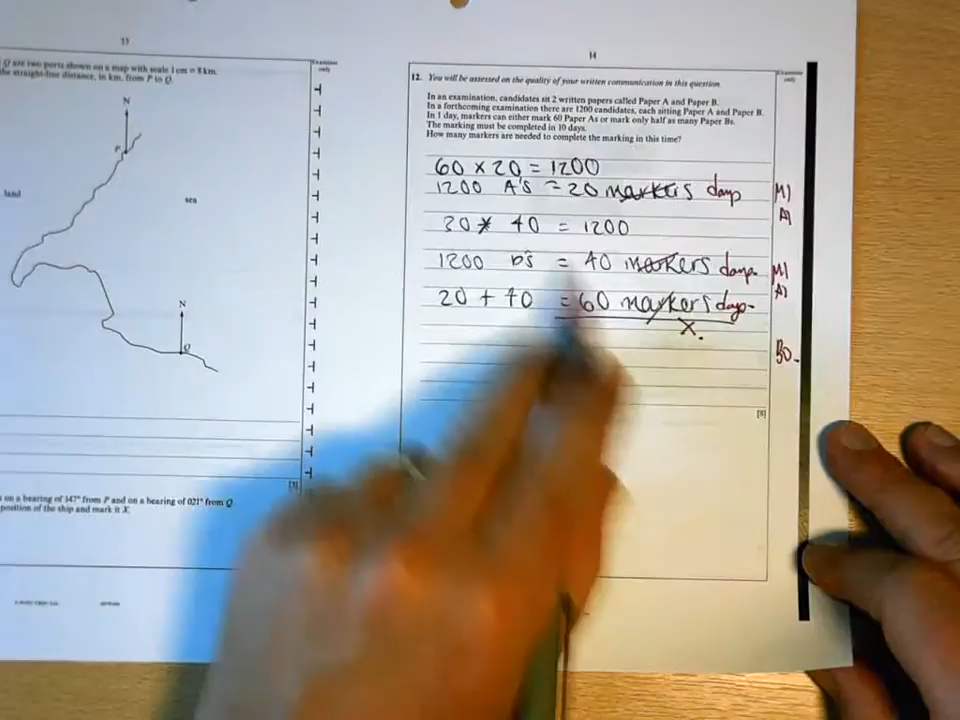 13
Q are two ports shown on a map with scale 1 cm = 8 km.
the straight-line distance, in km, from P to Q.
Examiner only
N
P
land
sea
N
Q
[3]
on a bearing of 147° from P and on a bearing of 021° from Q
position of the ship and mark it X.
14
Examiner only
12. You will be assessed on the quality of your written communication in this question.
In an examination, candidates sit 2 written papers called Paper A and Paper B.
In a forthcoming examination there are 1200 candidates, each sitting Paper A and Paper B.
In 1 day, markers can either mark 60 Paper As or mark only half as many Paper Bs.
The marking must be completed in 10 days.
How many markers are needed to complete the marking in this time?
60 × 20 = 1200
1200 A's = 20 markers days M1
A1
30 * 40 = 1200
1200 B's = 40 markers days M1
A1
20 + 40 = 60 markers days.
X.
B0.